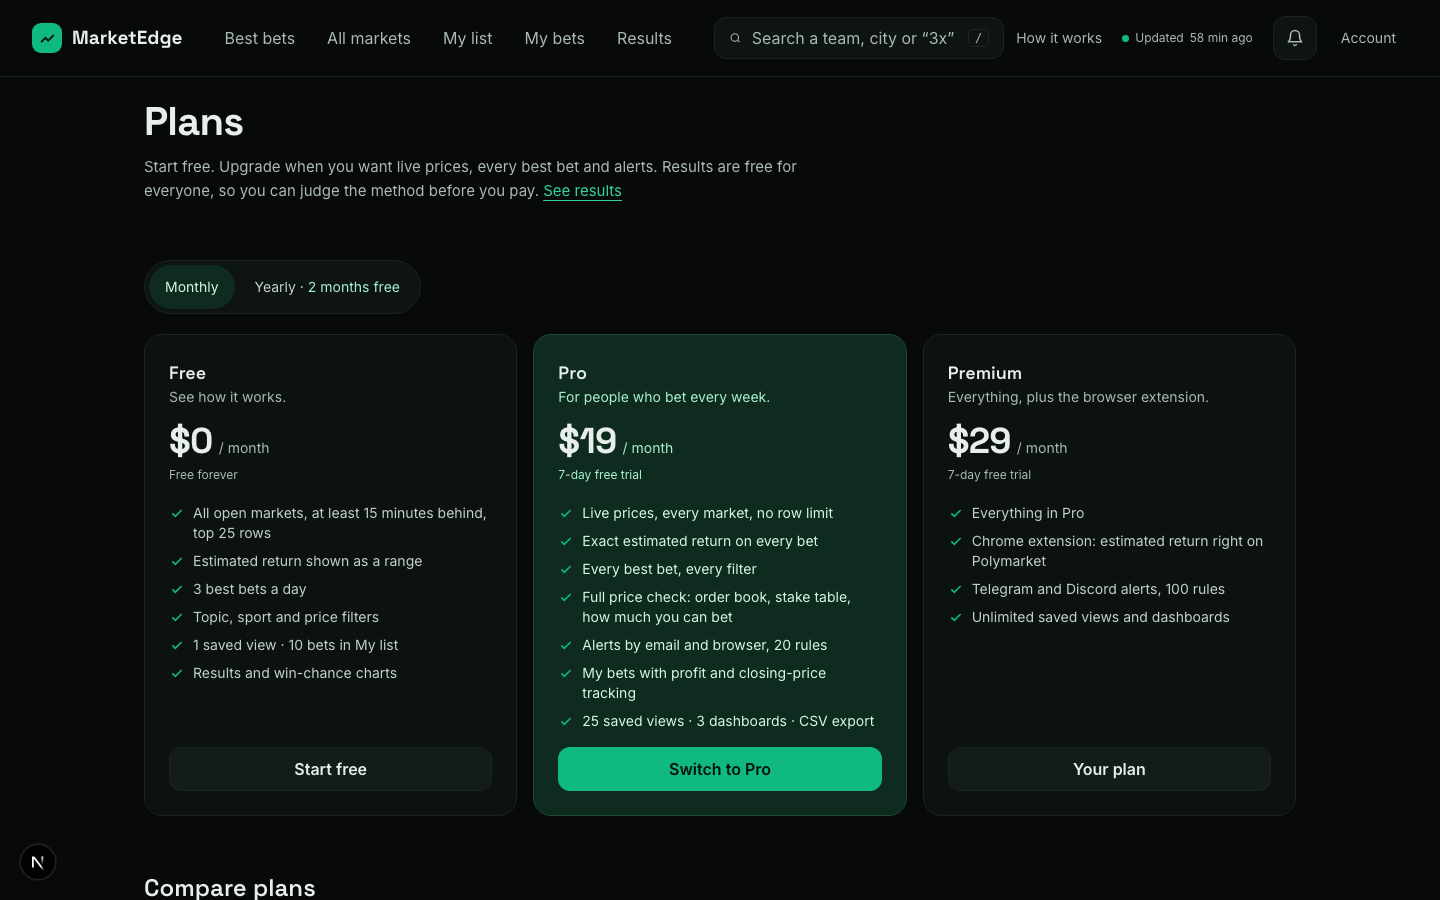 MarketEdge
Best bets
All markets
My list
My bets
Results
Search a team, city or “3x”
/
How it works
Updated 58 min ago
Account
Plans
Start free. Upgrade when you want live prices, every best bet and alerts. Results are free for
everyone, so you can judge the method before you pay. See results
Monthly
Yearly · 2 months free
Free
See how it works.
$0 / month
Free forever
All open markets, at least 15 minutes behind,
top 25 rows
Estimated return shown as a range
3 best bets a day
Topic, sport and price filters
1 saved view · 10 bets in My list
Results and win-chance charts
Start free
Pro
For people who bet every week.
$19 / month
7-day free trial
Live prices, every market, no row limit
Exact estimated return on every bet
Every best bet, every filter
Full price check: order book, stake table,
how much you can bet
Alerts by email and browser, 20 rules
My bets with profit and closing-price
tracking
25 saved views · 3 dashboards · CSV export
Switch to Pro
Premium
Everything, plus the browser extension.
$29 / month
7-day free trial
Everything in Pro
Chrome extension: estimated return right on
Polymarket
Telegram and Discord alerts, 100 rules
Unlimited saved views and dashboards
Your plan
N
Compare plans